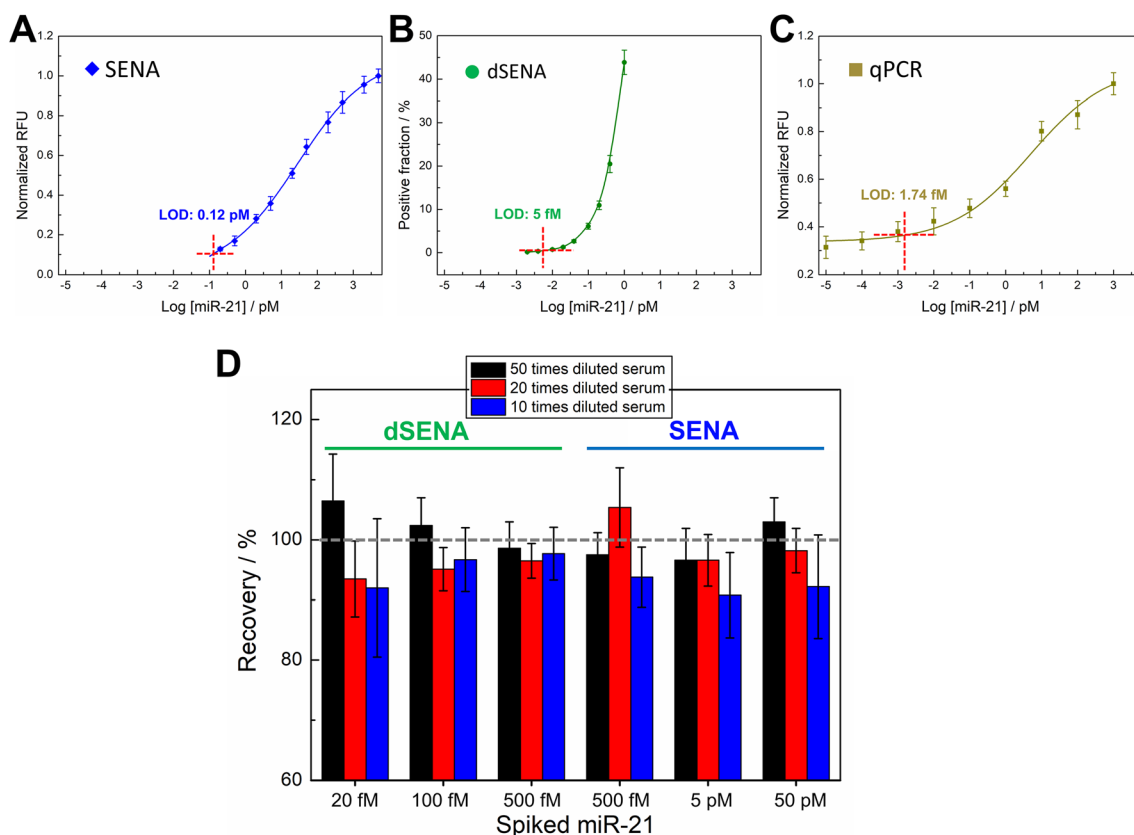 A
SENA
1.0
0.8
0.6
0.4
0.2
0.0
Normalized RFU
LOD: 0.12 pM
-5 -4 -3 -2 -1 0 1 2 3
Log [miR-21] / pM
B
dSENA
50
40
30
20
10
0
Positive fraction / %
LOD: 5 fM
-5 -4 -3 -2 -1 0 1 2 3
Log [miR-21] / pM
C
qPCR
1.2
1.0
0.8
0.6
0.4
0.2
Normalized RFU
LOD: 1.74 fM
-5 -4 -3 -2 -1 0 1 2 3
Log [miR-21] / pM
D
50 times diluted serum
20 times diluted serum
10 times diluted serum
dSENA SENA
120
100
80
60
Recovery / %
20 fM 100 fM 500 fM 500 fM 5 pM 50 pM
Spiked miR-21